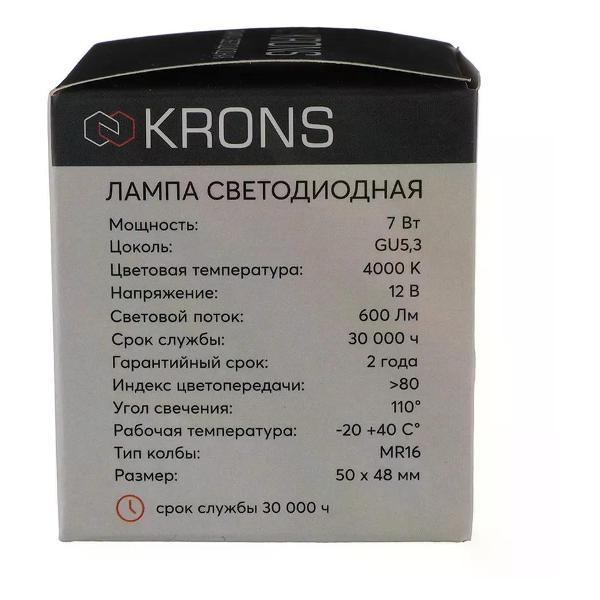 KRONS
KRONS
ЛАМПА СВЕТОДИОДНАЯ
Мощность: 7 Вт
Цоколь: GU5,3
Цветовая температура: 4000 К
Напряжение: 12 В
Световой поток: 600 Лм
Срок службы: 30 000 ч
Гарантийный срок: 2 года
Индекс цветопередачи: >80
Угол свечения: 110°
Рабочая температура: -20 +40 C°
Тип колбы: MR16
Размер: 50 x 48 мм
срок службы 30 000 ч